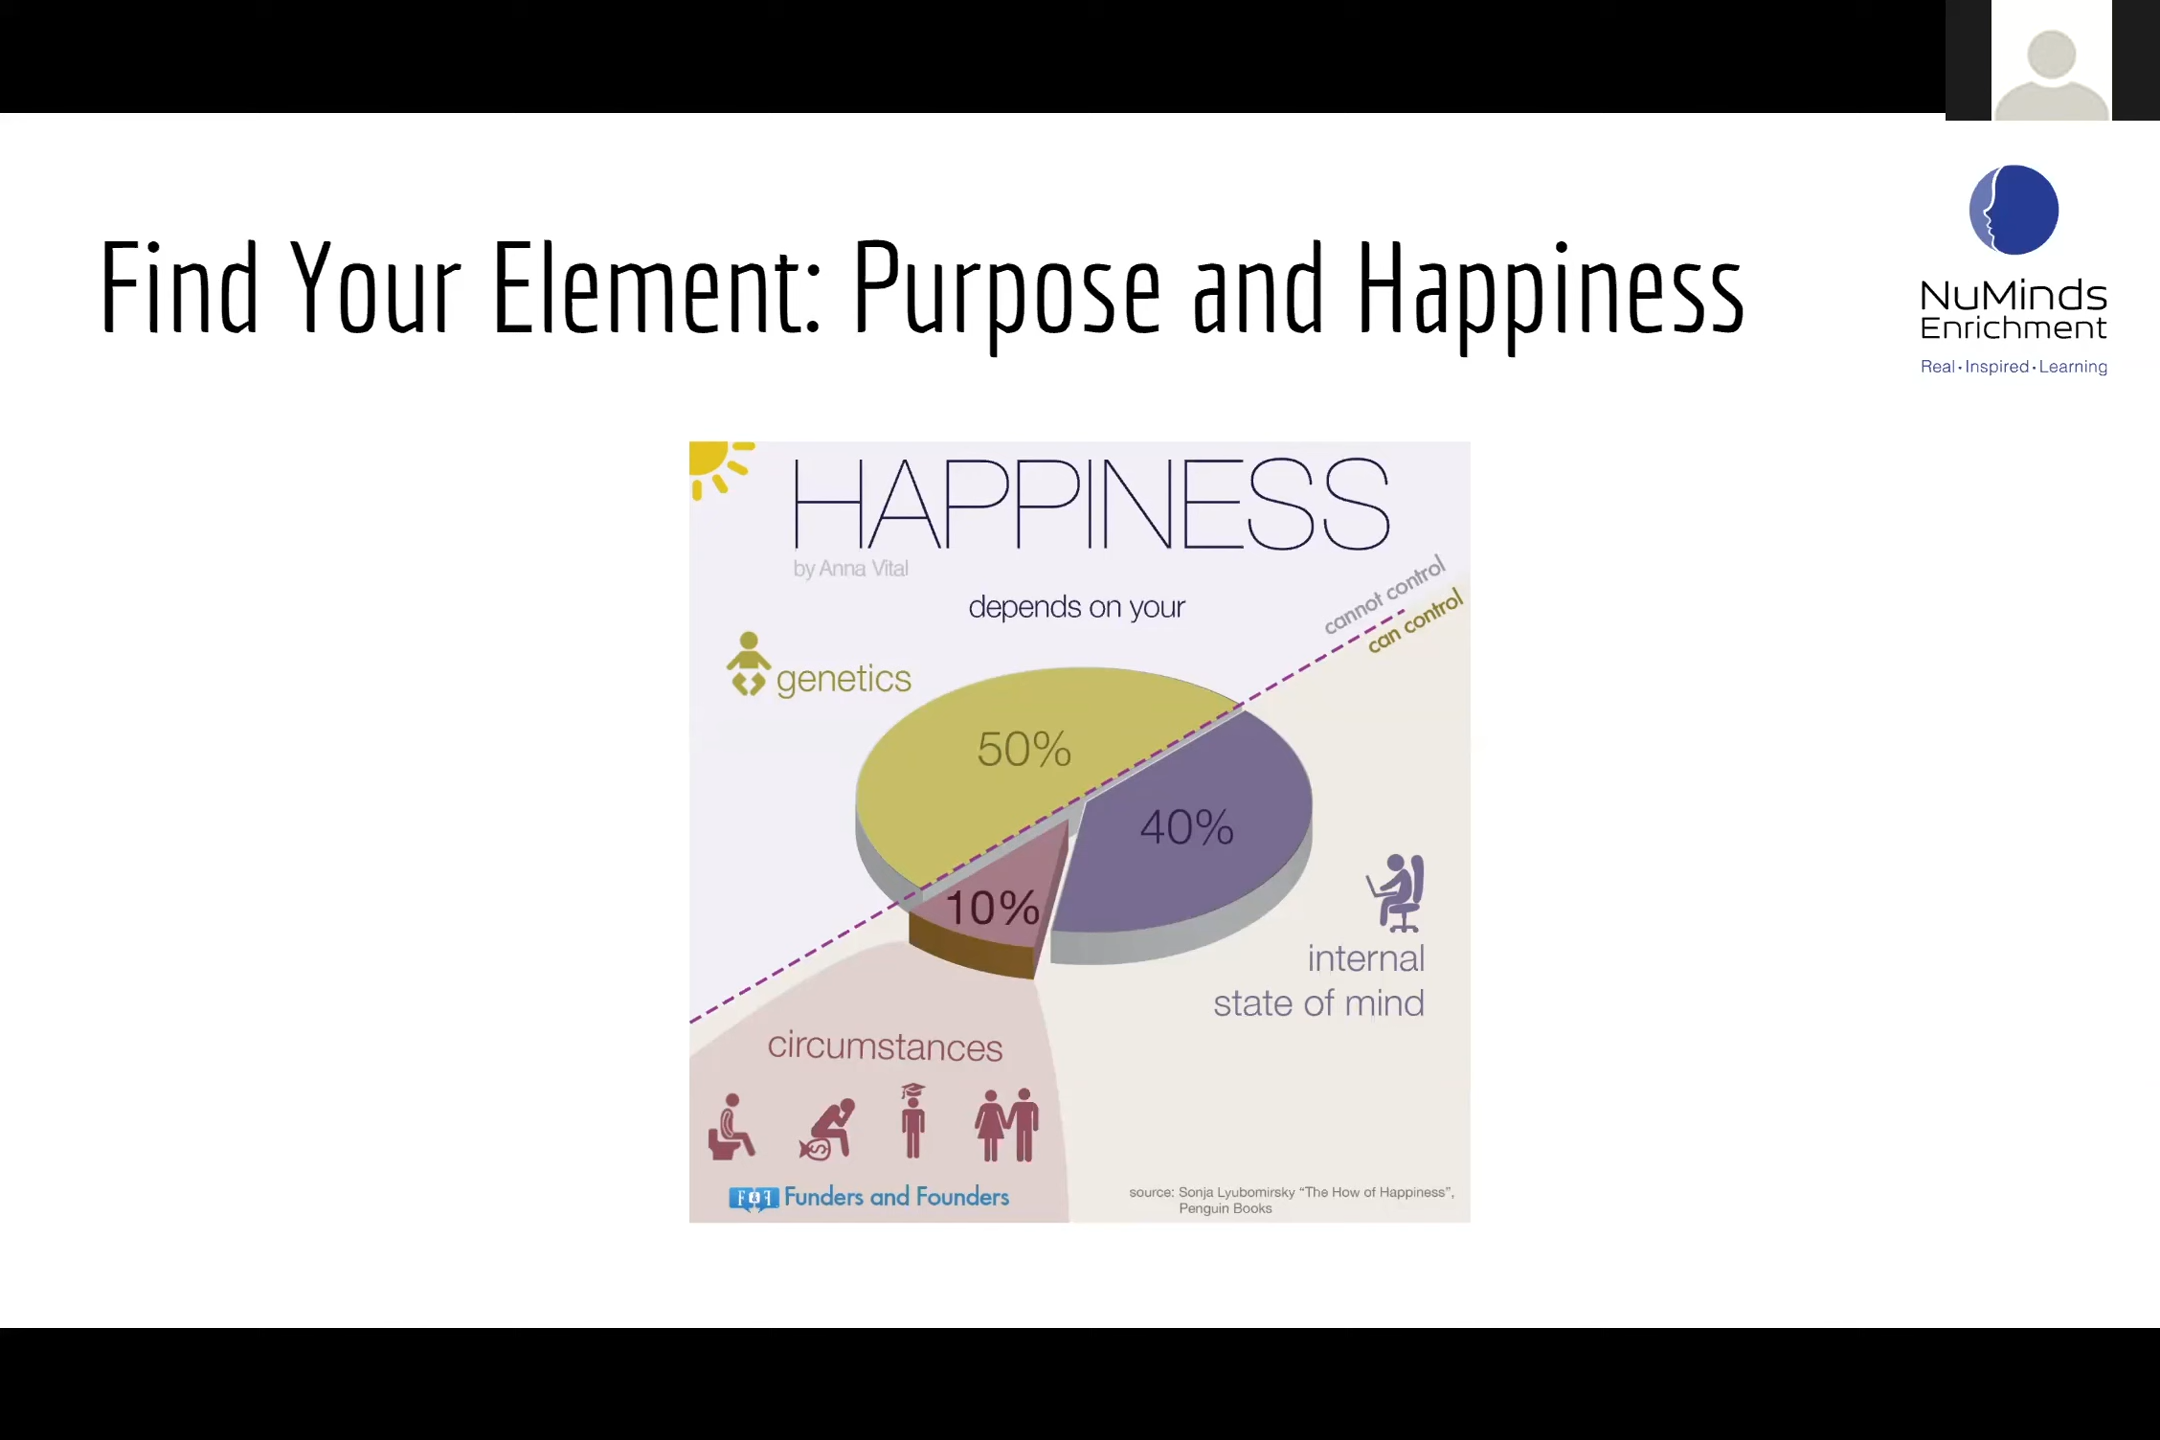 Find Your Element: Purpose and Happiness
NuMinds
Enrichment
Real·Inspired·Learning
HAPPINESS
by Anna Vital
depends on your
cannot control
can control
genetics
50%
40%
10%
internal
state of mind
circumstances
$
F&F Funders and Founders
source: Sonja Lyubomirsky “The How of Happiness”,
Penguin Books